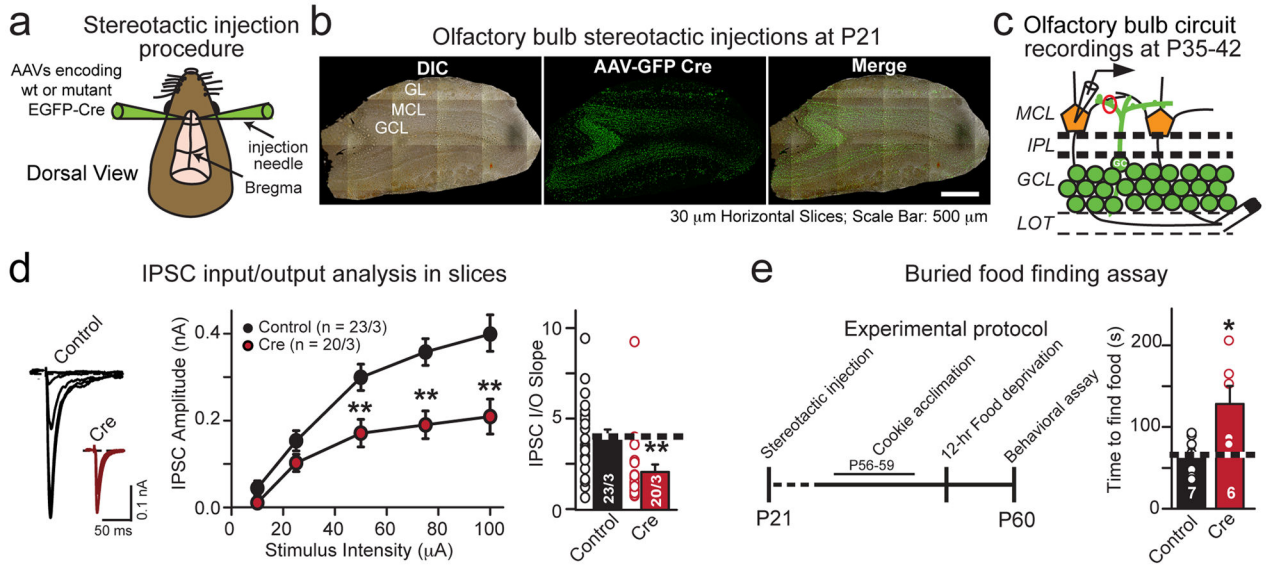 a
Stereotactic injection
procedure
AAVs encoding
wt or mutant
EGFP-Cre
injection
needle
Bregma
Dorsal View
b
Olfactory bulb stereotactic injections at P21
DIC
AAV-GFP Cre
Merge
GL
MCL
GCL
30 μm Horizontal Slices; Scale Bar: 500 μm
c
Olfactory bulb circuit
recordings at P35-42
MCL
IPL
GC
GCL
LOT
d
IPSC input/output analysis in slices
Control
Cre
0.1 nA
50 ms
IPSC Amplitude (nA)
0.4
0.2
0.0
Control (n = 23/3)
Cre (n = 20/3)
**
**
**
0 20 40 60 80 100
Stimulus Intensity (μA)
IPSC I/O Slope
10
5
0
**
23/3
20/3
Control
Cre
e
Buried food finding assay
Experimental protocol
Stereotactic injection
Cookie acclimation
12-hr Food deprivation
Behavioral assay
P56-59
P21
P60
Time to find food (s)
200
100
0
*
7
6
Control
Cre